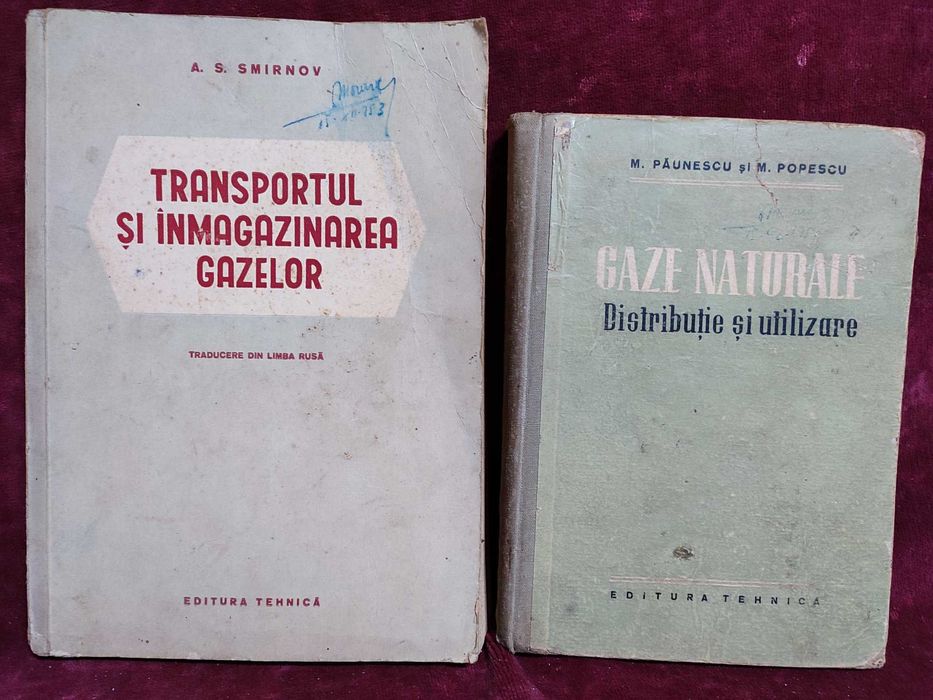 A. S. SMIRNOV
TRANSPORTUL
ȘI ÎNMAGAZINAREA
GAZELOR
TRADUCERE DIN LIMBA RUSĂ
EDITURA TEHNICĂ
M. PĂUNESCU ȘI M. POPESCU
GAZE NATURALE
Distribuție și utilizare
EDITURA TEHNICĂ